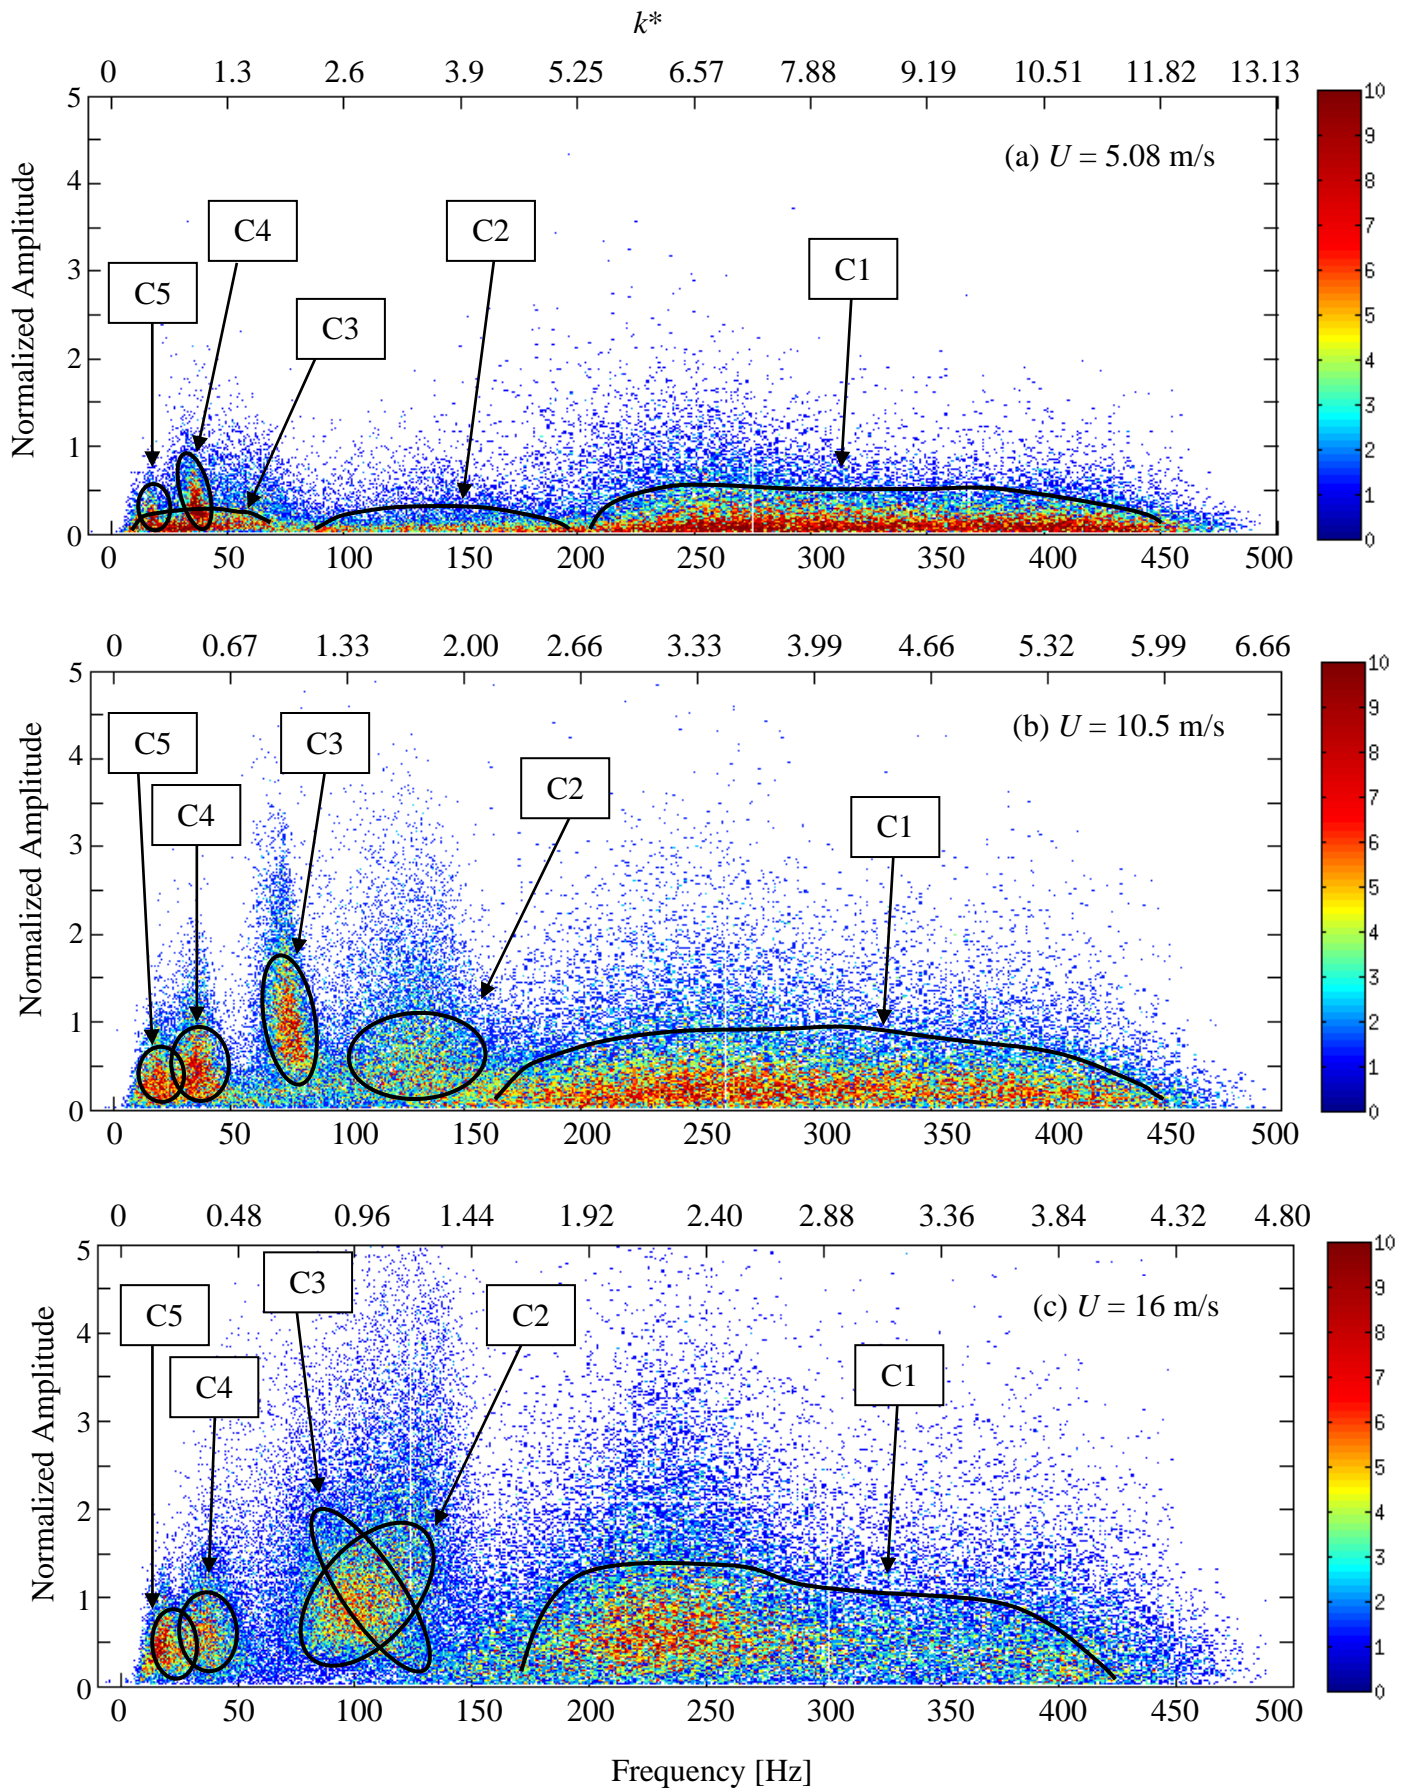 k*
0 1.3 2.6 3.9 5.25 6.57 7.88 9.19 10.51 11.82 13.13
(a) U = 5.08 m/s
Normalized Amplitude
5
4
3
2
1
0
C4
C2
C1
C5
C3
0 50 100 150 200 250 300 350 400 450 500
10
9
8
7
6
5
4
3
2
1
0
0 0.67 1.33 2.00 2.66 3.33 3.99 4.66 5.32 5.99 6.66
(b) U = 10.5 m/s
Normalized Amplitude
5
4
3
2
1
0
C5
C3
C2
C4
C1
0 50 100 150 200 250 300 350 400 450 500
10
9
8
7
6
5
4
3
2
1
0
0 0.48 0.96 1.44 1.92 2.40 2.88 3.36 3.84 4.32 4.80
(c) U = 16 m/s
Normalized Amplitude
5
4
3
2
1
0
C3
C5
C2
C4
C1
0 50 100 150 200 250 300 350 400 450 500
10
9
8
7
6
5
4
3
2
1
0
Frequency [Hz]